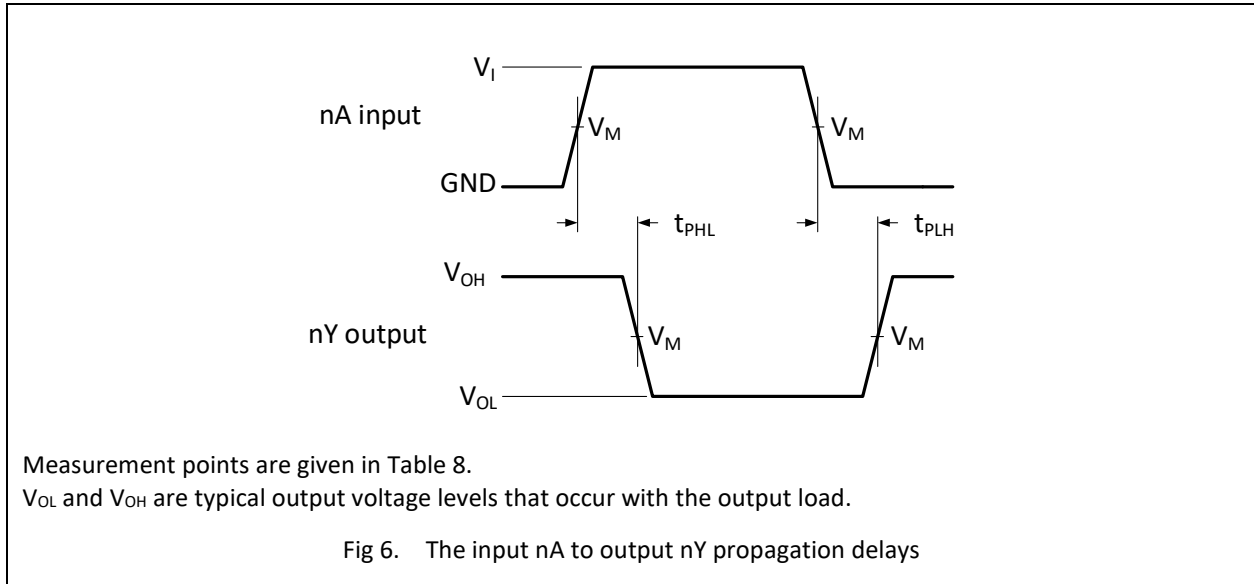 V_I
nA input
V_M
V_M
GND
t_PHL
t_PLH
V_OH
nY output
V_M
V_M
V_OL
Measurement points are given in Table 8.
V_OL and V_OH are typical output voltage levels that occur with the output load.
Fig 6. The input nA to output nY propagation delays